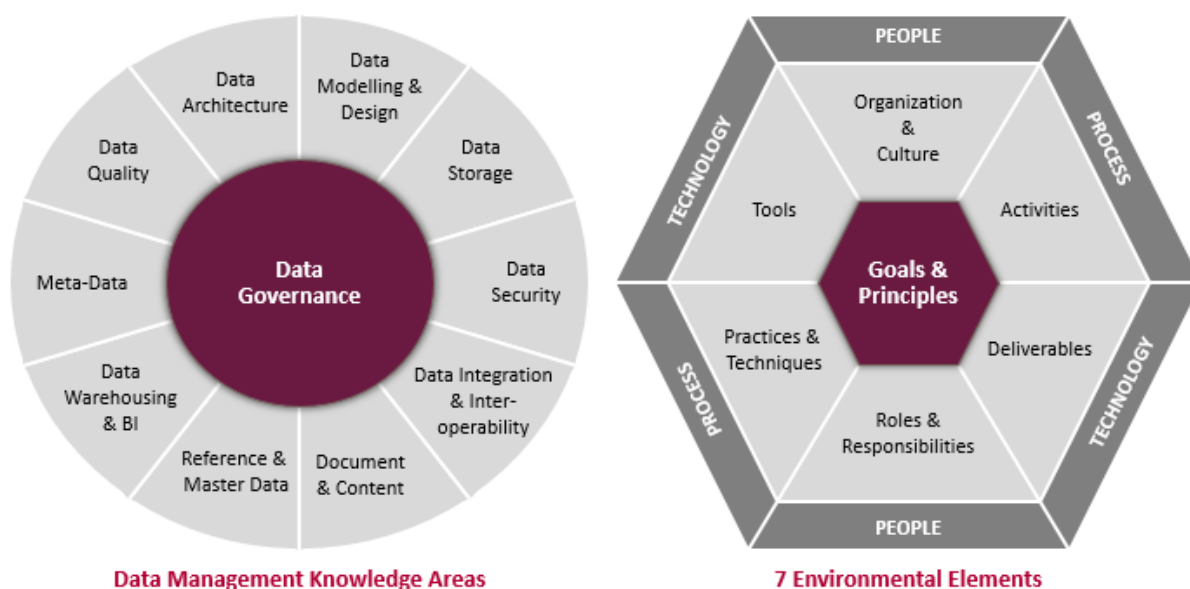 Data
Modelling &
Design
Data
Storage
Data
Security
Data Integration
& Inter-
operability
Document
& Content
Reference &
Master Data
Data
Warehousing
& BI
Meta-Data
Data
Quality
Data
Architecture
Data
Governance
Data Management Knowledge Areas
PEOPLE
PROCESS
TECHNOLOGY
PEOPLE
PROCESS
TECHNOLOGY
Organization
&
Culture
Activities
Deliverables
Roles &
Responsibilities
Practices &
Techniques
Tools
Goals &
Principles
7 Environmental Elements